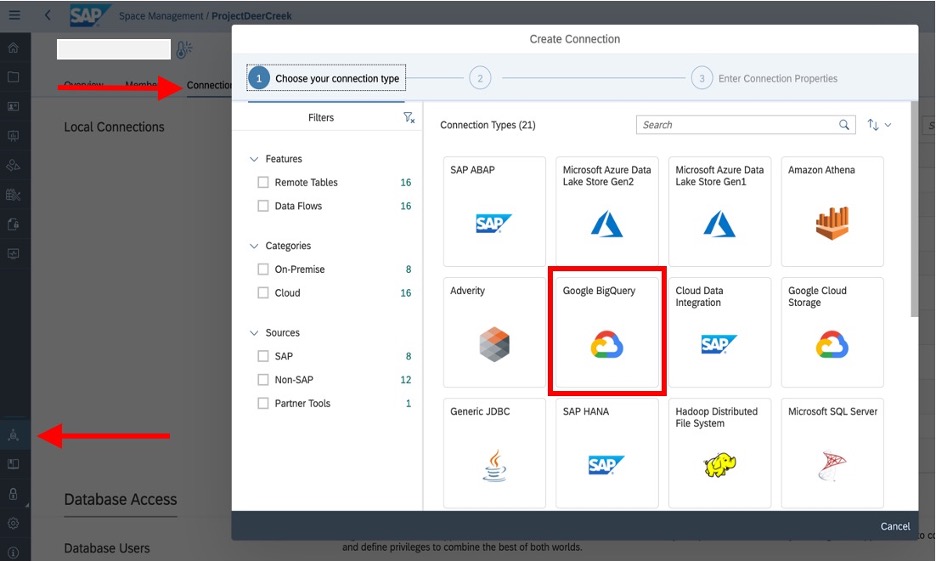 SAP
Space Management / ProjectDeerCreek
Create Connection
Overview
Connection
1 Choose your connection type
2
3 Enter Connection Properties
Local Connections
Filters
Features
Remote Tables 16
Data Flows 16
Categories
On-Premise 8
Cloud 16
Sources
SAP 8
Non-SAP 12
Partner Tools 1
Connection Types (21)
Search
SAP ABAP
SAP
Microsoft Azure Data
Lake Store Gen2
Microsoft Azure Data
Lake Store Gen1
Amazon Athena
Adverity
Google BigQuery
Cloud Data
Integration
SAP
Google Cloud
Storage
Generic JDBC
SAP HANA
SAP
Hadoop Distributed
File System
Microsoft SQL Server
Database Access
Cancel
Database Users
and define privileges to combine the best of both worlds.